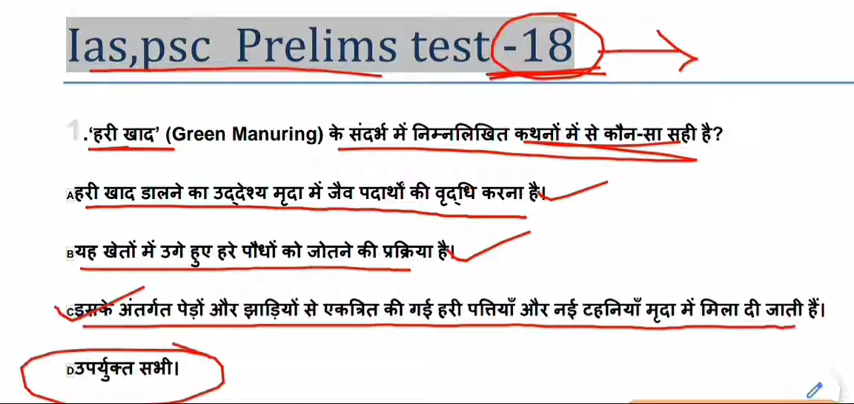 Ias,psc Prelims test -18
1.‘हरी खाद’ (Green Manuring) के संदर्भ में निम्नलिखित कथनों में से कौन-सा सही है?
Aहरी खाद डालने का उद्देश्य मृदा में जैव पदार्थों की वृद्धि करना है।
Bयह खेतों में उगे हुए हरे पौधों को जोतने की प्रक्रिया है।
Cइसके अंतर्गत पेड़ों और झाड़ियों से एकत्रित की गई हरी पत्तियाँ और नई टहनियाँ मृदा में मिला दी जाती हैं।
Dउपर्युक्त सभी।